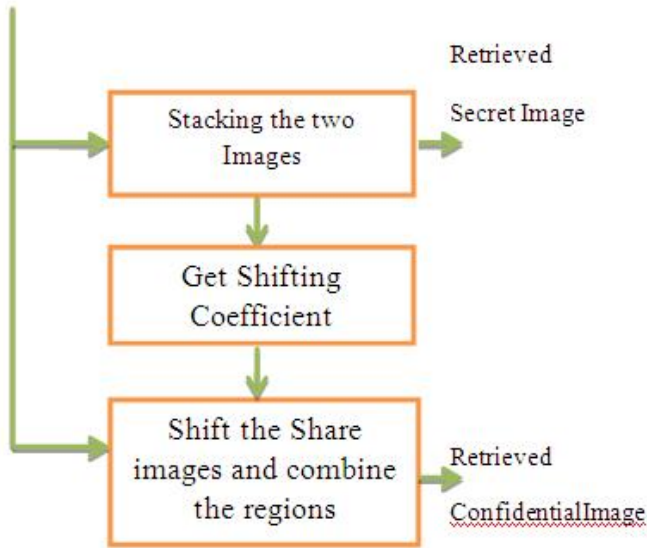 Retrieved
Secret Image
Stacking the two
Images
Get Shifting
Coefficient
Shift the Share
images and combine
the regions
Retrieved
ConfidentialImage